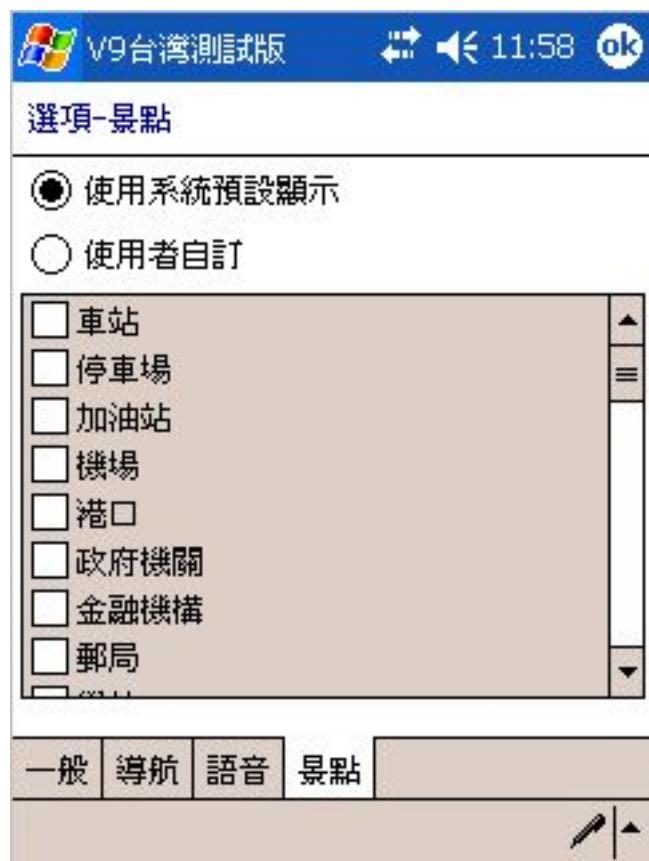 V9台灣測試版 11:58 ok
選項-景點
使用系統預設顯示
使用者自訂
車站
停車場
加油站
機場
港口
政府機關
金融機構
郵局
一般 導航 語音 景點